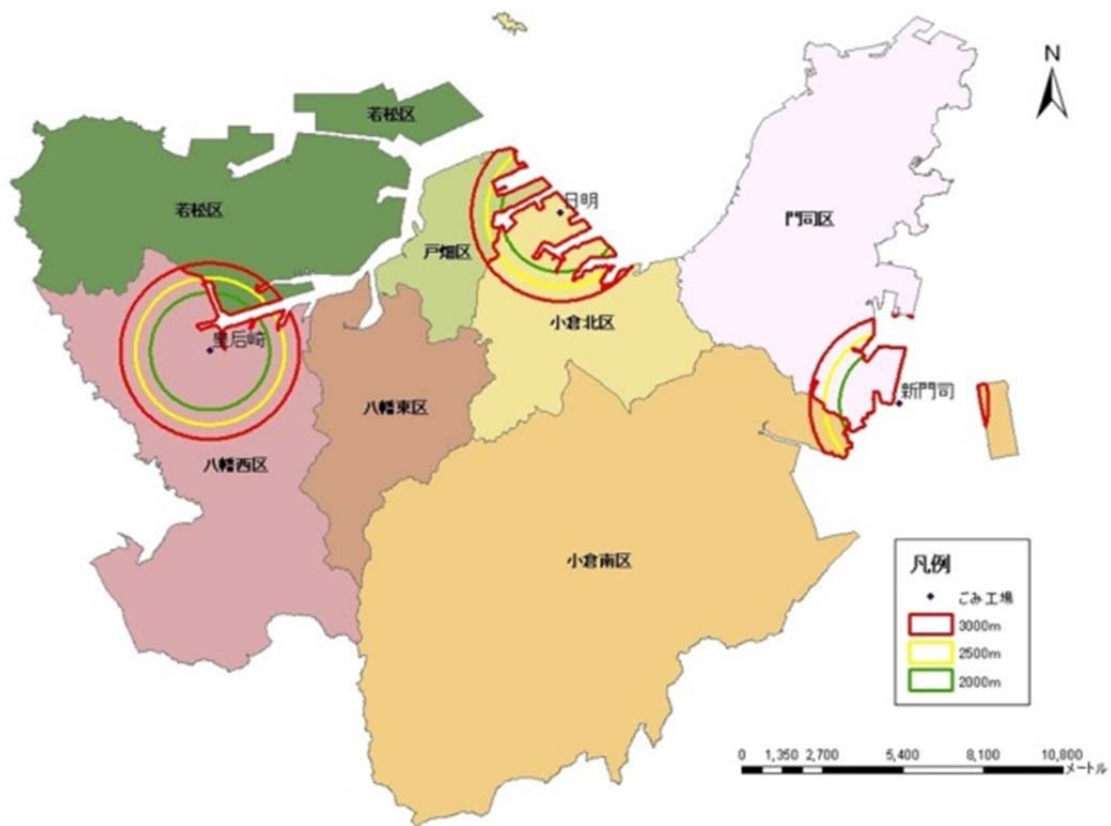 N
若松区
若松区
日明
門司区
戸畑区
小倉北区
皇后崎
新門司
八幡東区
八幡西区
小倉南区
凡例
ごみ工場
3000m
2500m
2000m
0 1,350 2,700 5,400 8,100 10,800
メートル